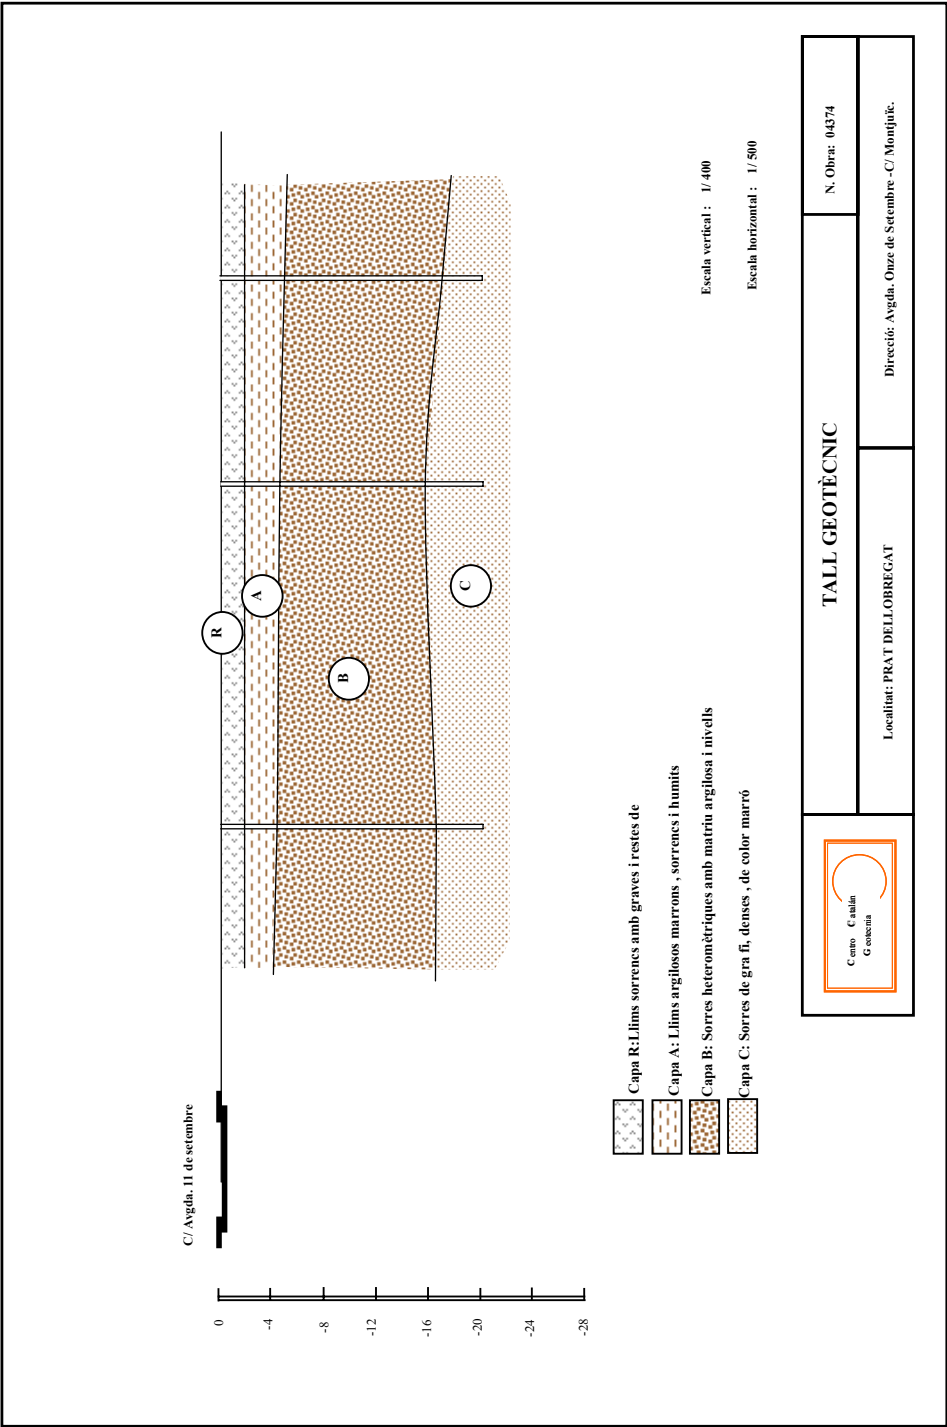 C/ Avgda. 11 de setembre
0
-4
-8
-12
-16
-20
-24
-28
R
A
B
C
Capa R:Llims sorrencs amb graves i restes de
Capa A: Llims argilosos marrons , sorrencs i humits
Capa B: Sorres heteromètriques amb matriu argilosa i nivells
Capa C: Sorres de gra fi, denses , de color marró
Escala vertical : 1/ 400
Escala horizontal : 1/ 500
Centro Catalán
Geotecnia
TALL GEOTÈCNIC
N. Obra: 04374
Localitat: PRAT DELLOBREGAT
Direcció: Avgda. Onze de Setembre -C/ Montjuïc.